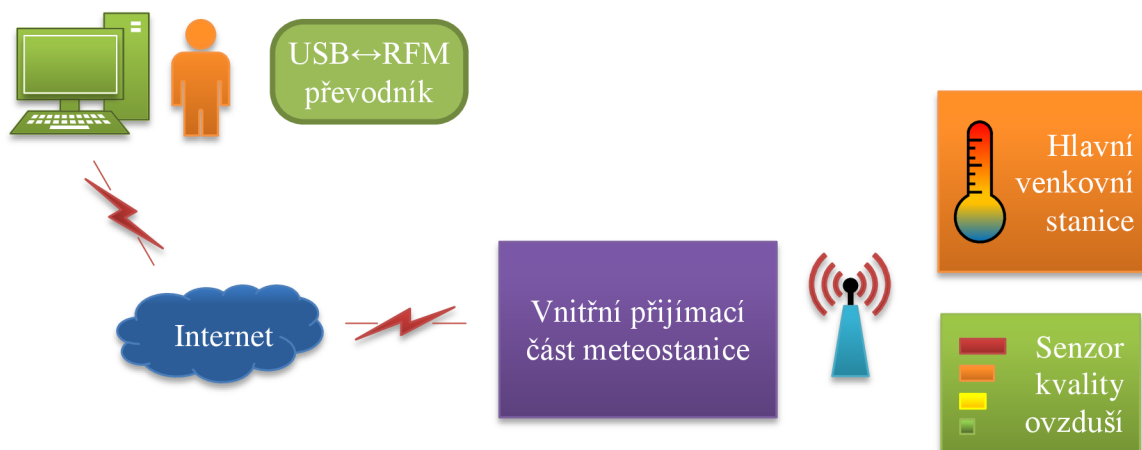 USB↔RFM
převodník
Hlavní
venkovní
stanice
Internet
Vnitřní přijímací
část meteostanice
Senzor
kvality
ovzduší